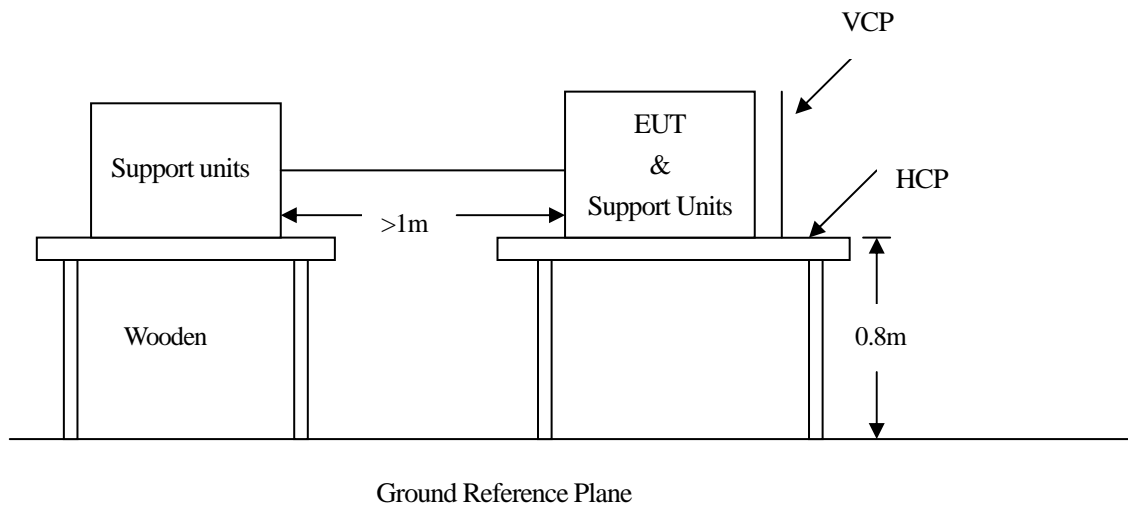 VCP
EUT
&
Support Units
Support units
HCP
>1m
Wooden
0.8m
Ground Reference Plane